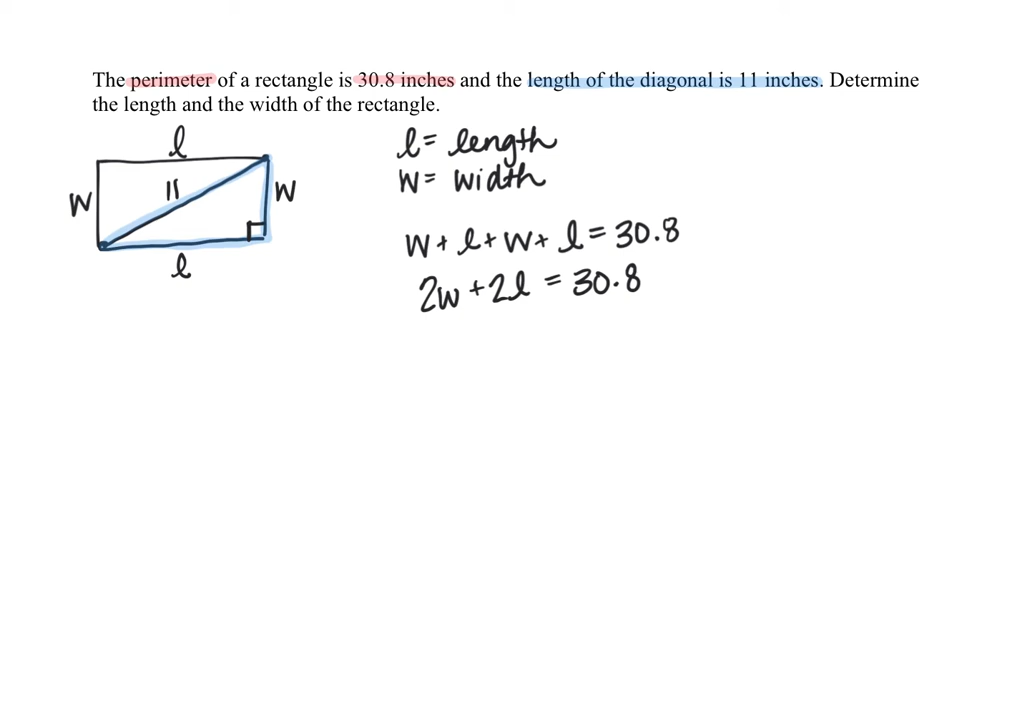 The perimeter of a rectangle is 30.8 inches and the length of the diagonal is 11 inches. Determine
the length and the width of the rectangle.
l
w
11
w
l
l = length
w = width
w + l + w + l = 30.8
2w + 2l = 30.8